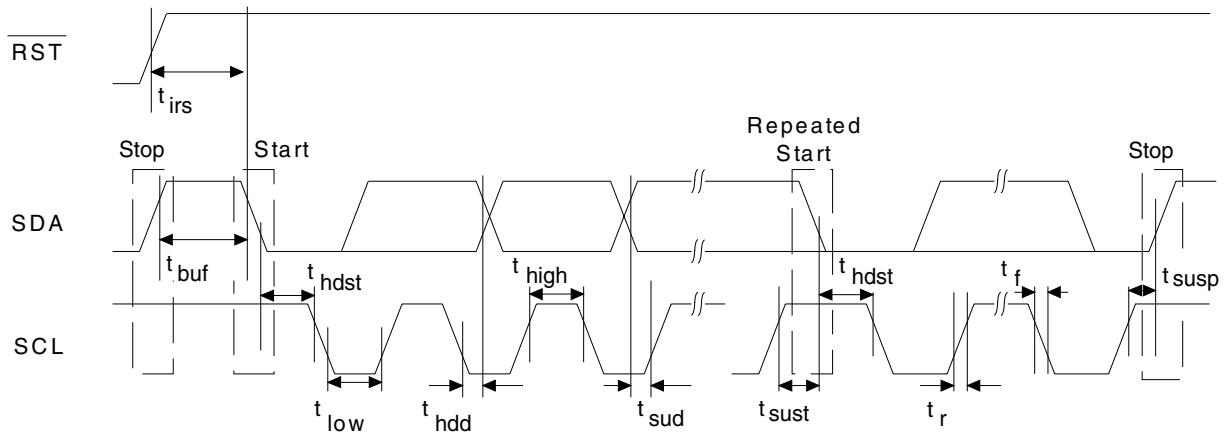 RST
t irs
Repeated
Start
Stop
Start
Stop
SDA
t buf
t hdst
t high
t hdst
t f
t susp
SCL
t low
t hdd
t sud
t sust
t r